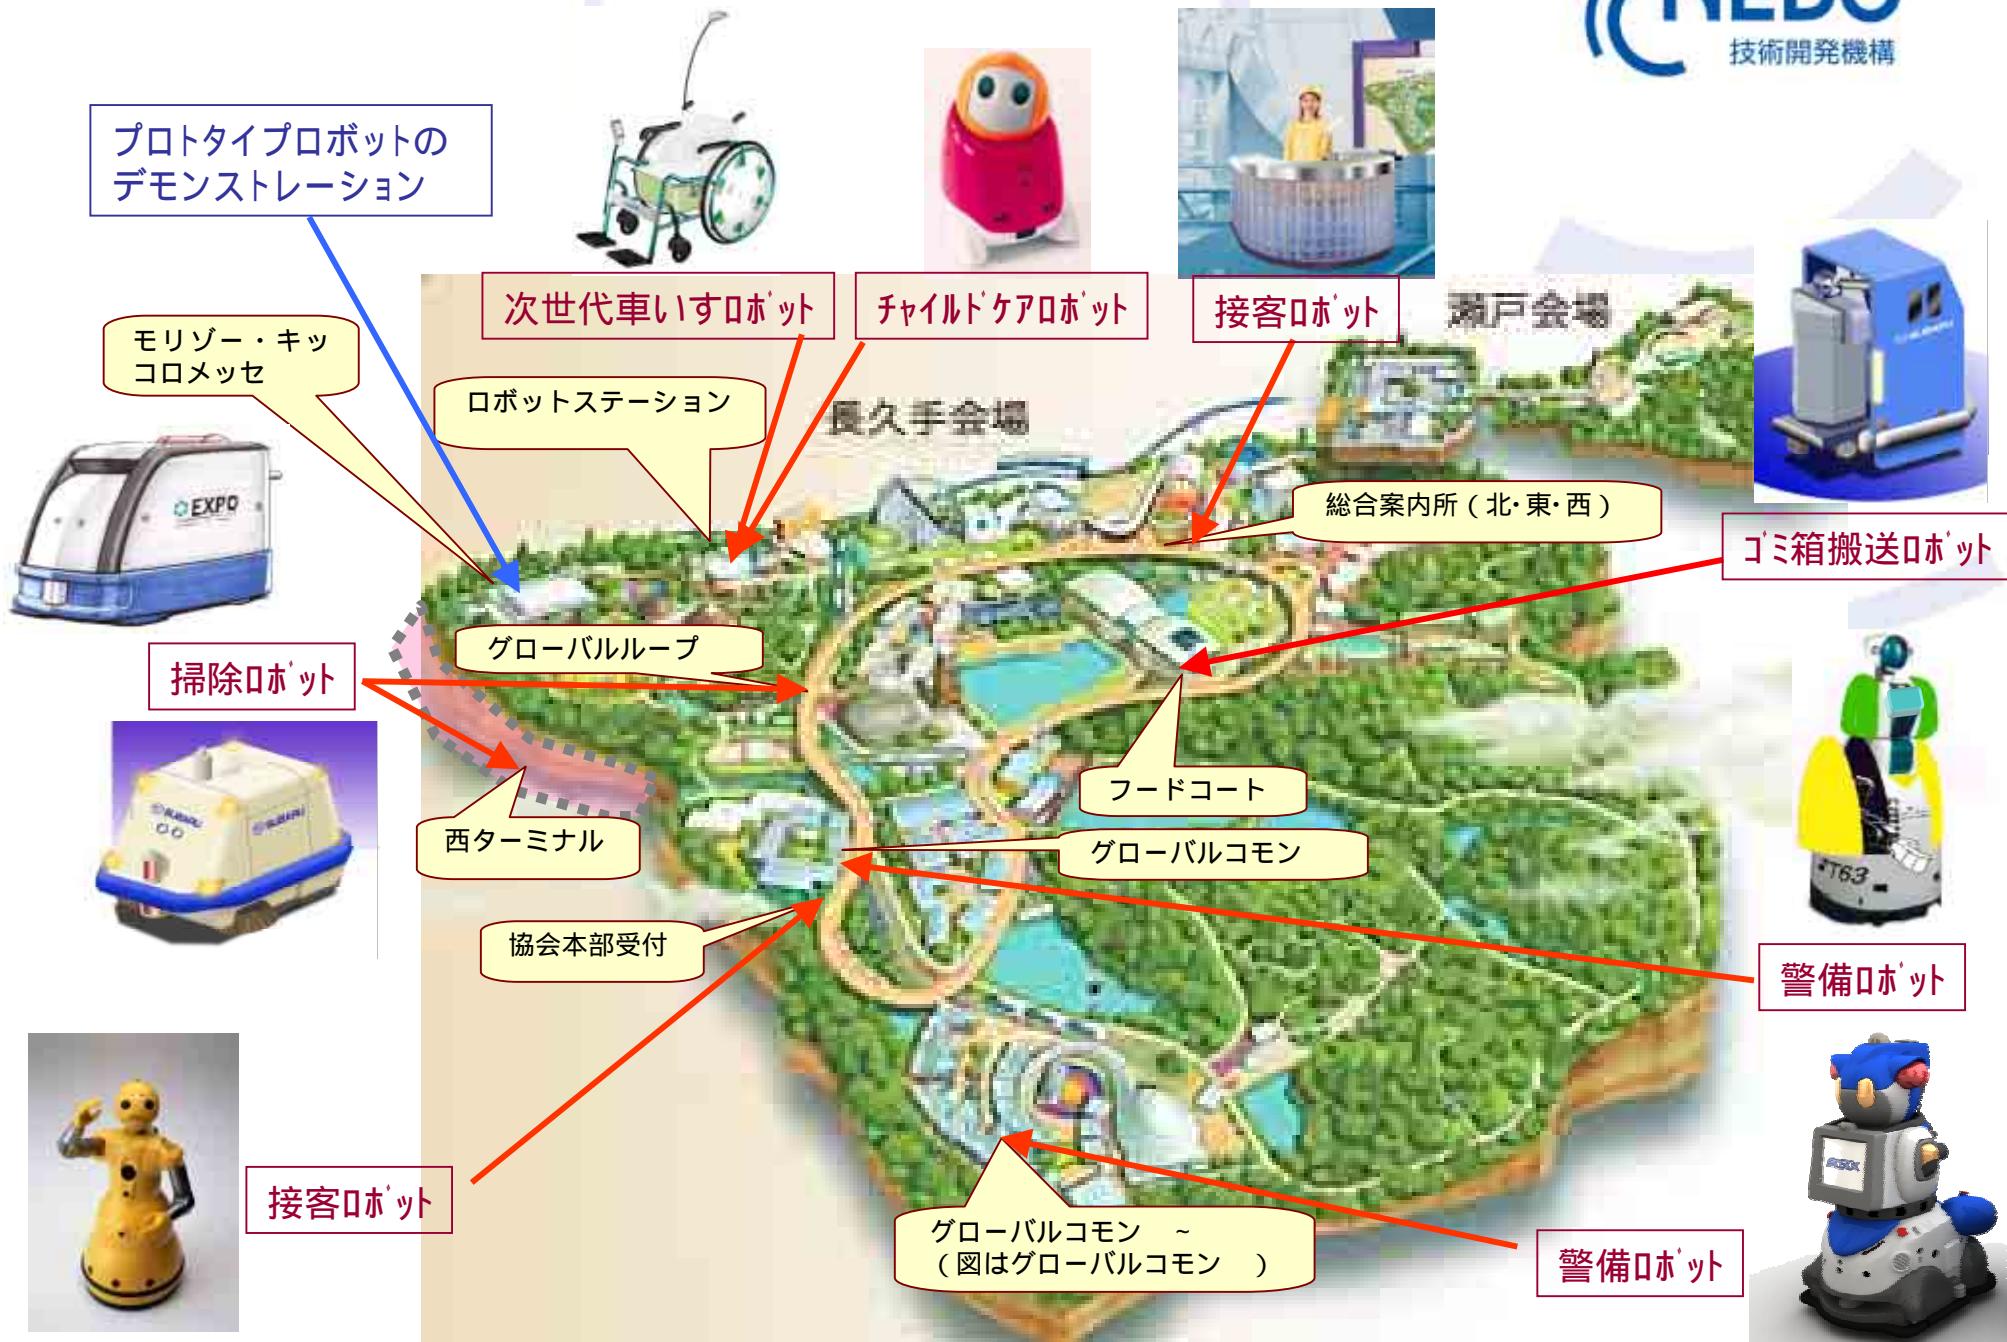 NEDO
技術開発機構
プロトタイプロボットの
デモンストレーション
次世代車いすﾛﾎﾞｯﾄ
ﾁｬｲﾙﾄﾞｹｱﾛﾎﾞｯﾄ
接客ﾛﾎﾞｯﾄ
瀬戸会場
モリゾー・キッ
コロメッセ
ロボットステーション
長久手会場
EXPO
総合案内所（北･東･西）
ｺﾞﾐ箱搬送ﾛﾎﾞｯﾄ
グローバルループ
掃除ﾛﾎﾞｯﾄ
フードコート
SUBARU
SUBARU
西ターミナル
グローバルコモン
T63
協会本部受付
警備ﾛﾎﾞｯﾄ
接客ﾛﾎﾞｯﾄ
グローバルコモン　~
（図はグローバルコモン　）
警備ﾛﾎﾞｯﾄ